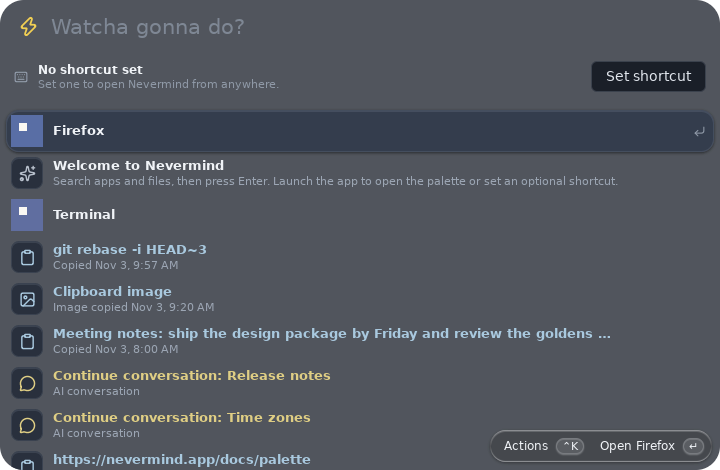 Watcha gonna do?
No shortcut set
Set one to open Nevermind from anywhere.
Set shortcut
Firefox
Welcome to Nevermind
Search apps and files, then press Enter. Launch the app to open the palette or set an optional shortcut.
Terminal
git rebase -i HEAD~3
Copied Nov 3, 9:57 AM
Clipboard image
Image copied Nov 3, 9:20 AM
Meeting notes: ship the design package by Friday and review the goldens ...
Copied Nov 3, 8:00 AM
Continue conversation: Release notes
AI conversation
Continue conversation: Time zones
AI conversation
Actions ^K Open Firefox ↵
https://nevermind.app/docs/palette